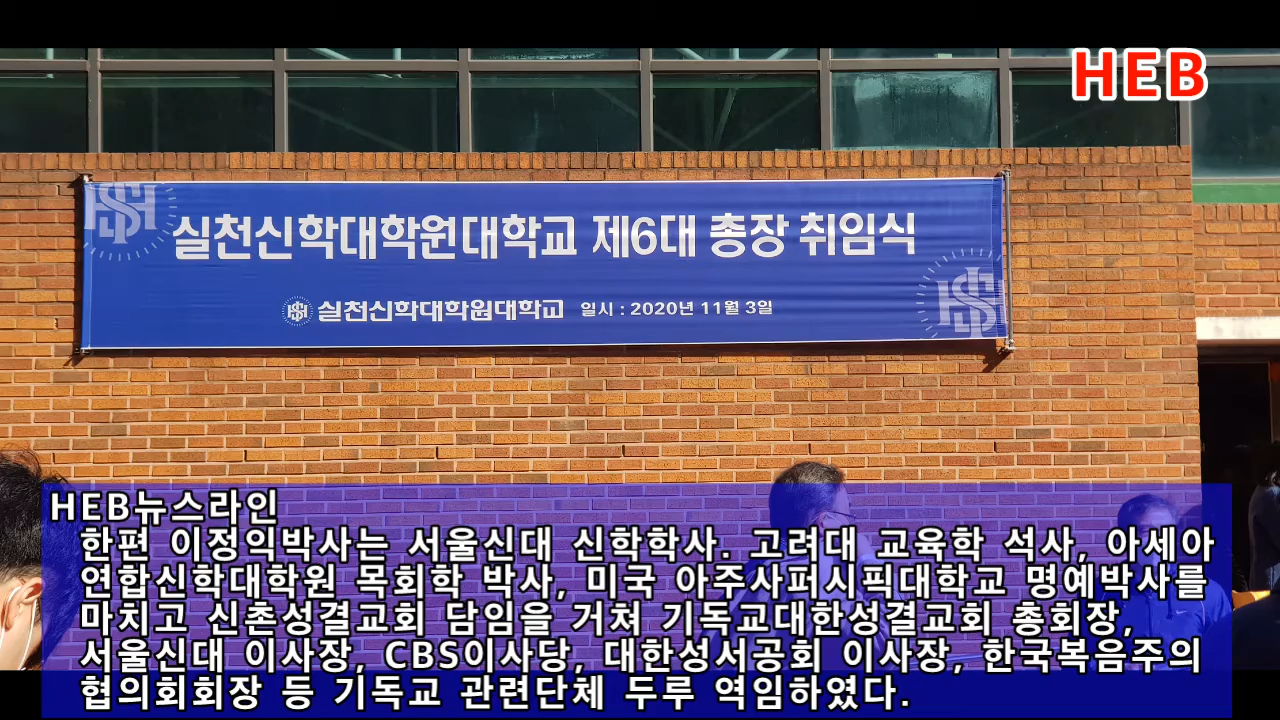 HEB
실천신학대학원대학교 제6대 총장 취임식
실천신학대학원대학교 일시 : 2020년 11월 3일
HEB뉴스라인
한편 이정익박사는 서울신대 신학학사. 고려대 교육학 석사, 아세아
연합신학대학원 목회학 박사, 미국 아주사퍼시픽대학교 명예박사를
마치고 신촌성결교회 담임을 거쳐 기독교대한성결교회 총회장,
서울신대 이사장, CBS이사당, 대한성서공회 이사장, 한국복음주의
협의회회장 등 기독교 관련단체 두루 역임하였다.